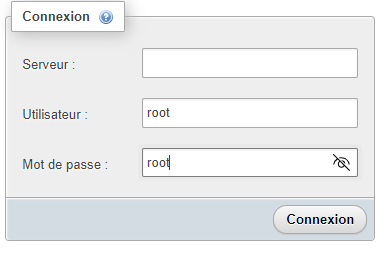 Connexion
Serveur :
Utilisateur : root
Mot de passe : root
Connexion